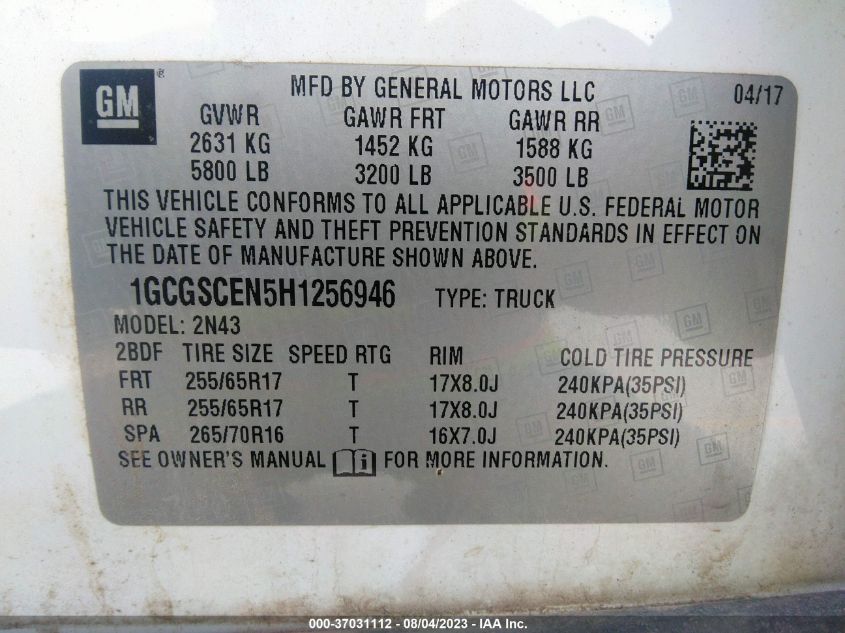 GM ®
MFD BY GENERAL MOTORS LLC 04/17
GVWR GAWR FRT GAWR RR
2631 KG 1452 KG 1588 KG
5800 LB 3200 LB 3500 LB
THIS VEHICLE CONFORMS TO ALL APPLICABLE U.S. FEDERAL MOTOR
VEHICLE SAFETY AND THEFT PREVENTION STANDARDS IN EFFECT ON
THE DATE OF MANUFACTURE SHOWN ABOVE.
1GCGSCEN5H1256946 TYPE: TRUCK
MODEL: 2N43
2BDF TIRE SIZE SPEED RTG RIM COLD TIRE PRESSURE
FRT 255/65R17 T 17X8.0J 240KPA(35PSI)
RR 255/65R17 T 17X8.0J 240KPA(35PSI)
SPA 265/70R16 T 16X7.0J 240KPA(35PSI)
SEE OWNER'S MANUAL i FOR MORE INFORMATION.
000-37031112 - 08/04/2023 - IAA Inc.